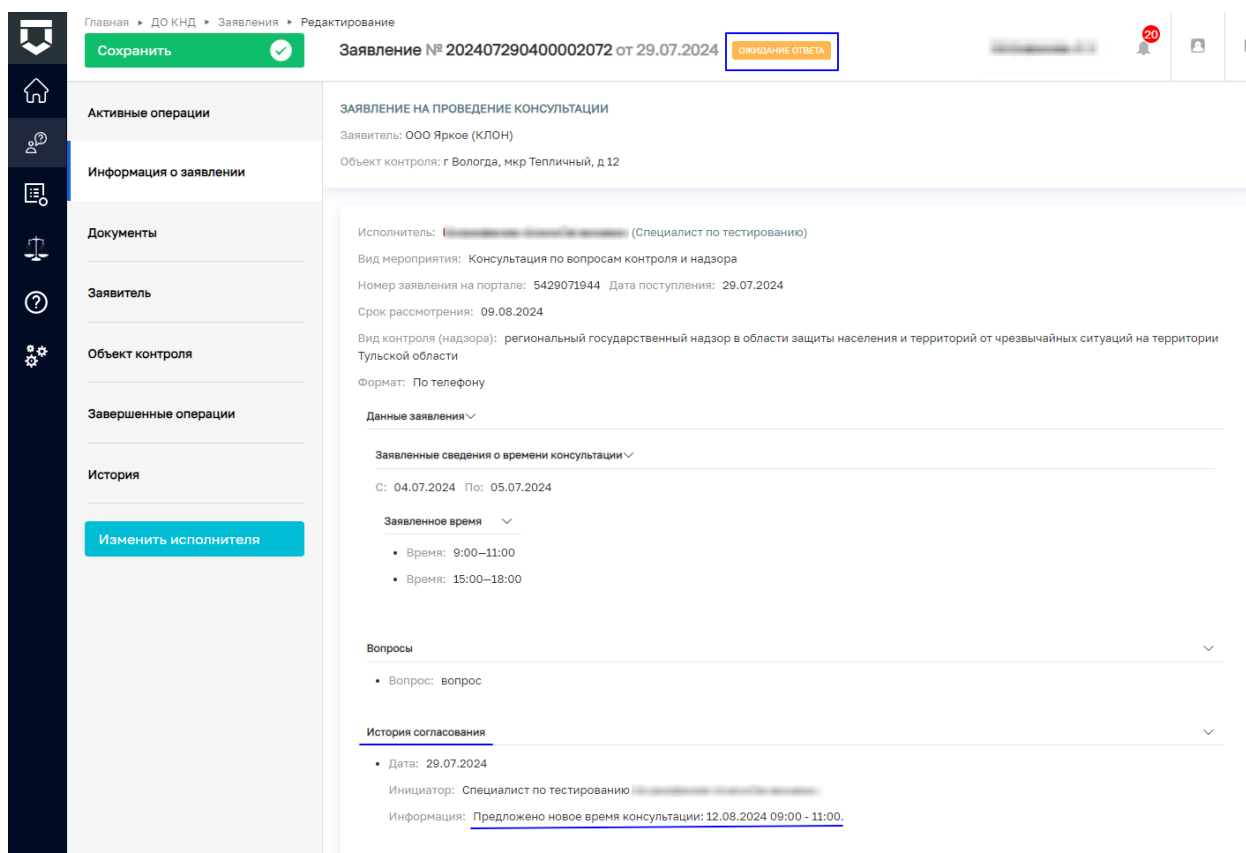 Главная ▸ ДО КНД ▸ Заявления ▸ Редактирование
Сохранить
Заявление № 202407290400002072 от 29.07.2024
ОЖИДАНИЕ ОТВЕТА
20
Активные операции
Информация о заявлении
Документы
Заявитель
Объект контроля
Завершенные операции
История
Изменить исполнителя
ЗАЯВЛЕНИЕ НА ПРОВЕДЕНИЕ КОНСУЛЬТАЦИИ
Заявитель: ООО Яркое (КЛОН)
Объект контроля: г Вологда, мкр Тепличный, д 12
Исполнитель: (Специалист по тестированию)
Вид мероприятия: Консультация по вопросам контроля и надзора
Номер заявления на портале: 5429071944 Дата поступления: 29.07.2024
Срок рассмотрения: 09.08.2024
Вид контроля (надзора): региональный государственный надзор в области защиты населения и территорий от чрезвычайных ситуаций на территории
Тульской области
Формат: По телефону
Данные заявления
Заявленные сведения о времени консультации
С: 04.07.2024 По: 05.07.2024
Заявленное время
• Время: 9:00—11:00
• Время: 15:00—18:00
Вопросы
• Вопрос: вопрос
История согласования
• Дата: 29.07.2024
Инициатор: Специалист по тестированию
Информация: Предложено новое время консультации: 12.08.2024 09:00 - 11:00.